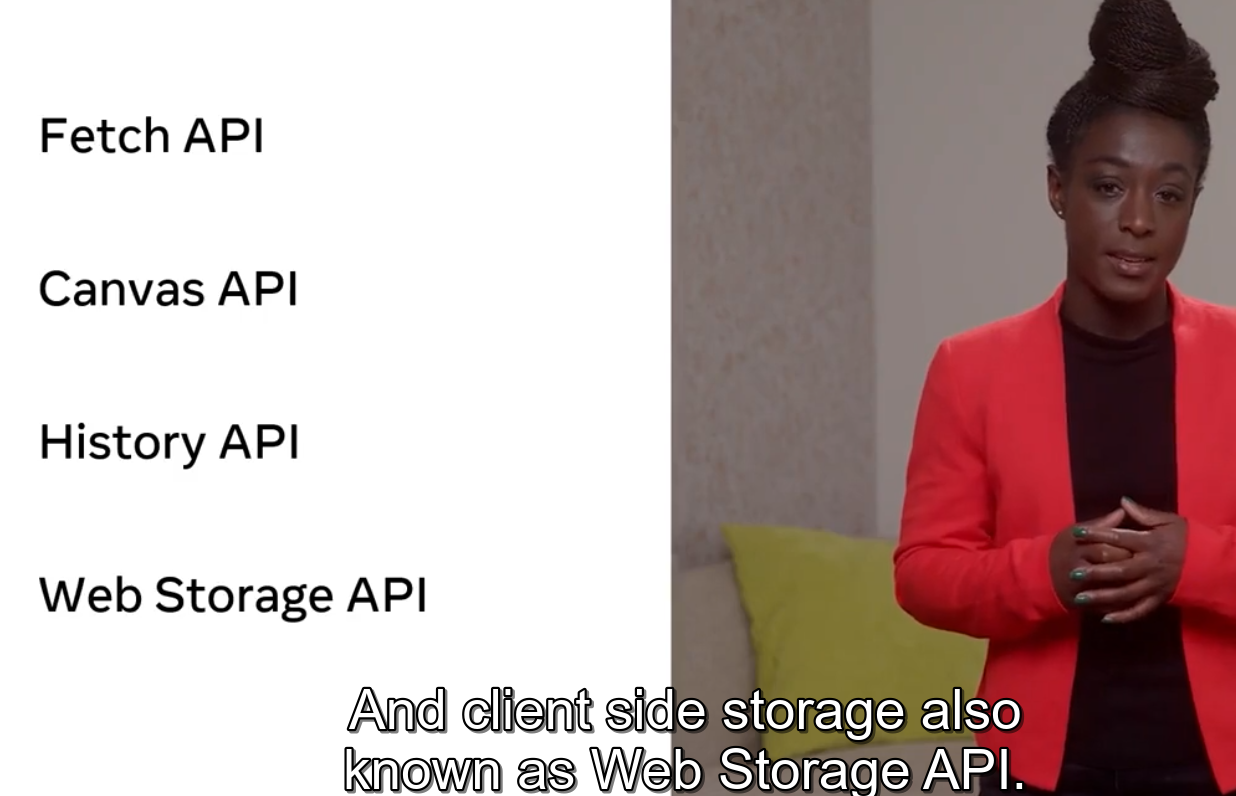 Fetch API
Canvas API
History API
Web Storage API
And client side storage also
known as Web Storage API.